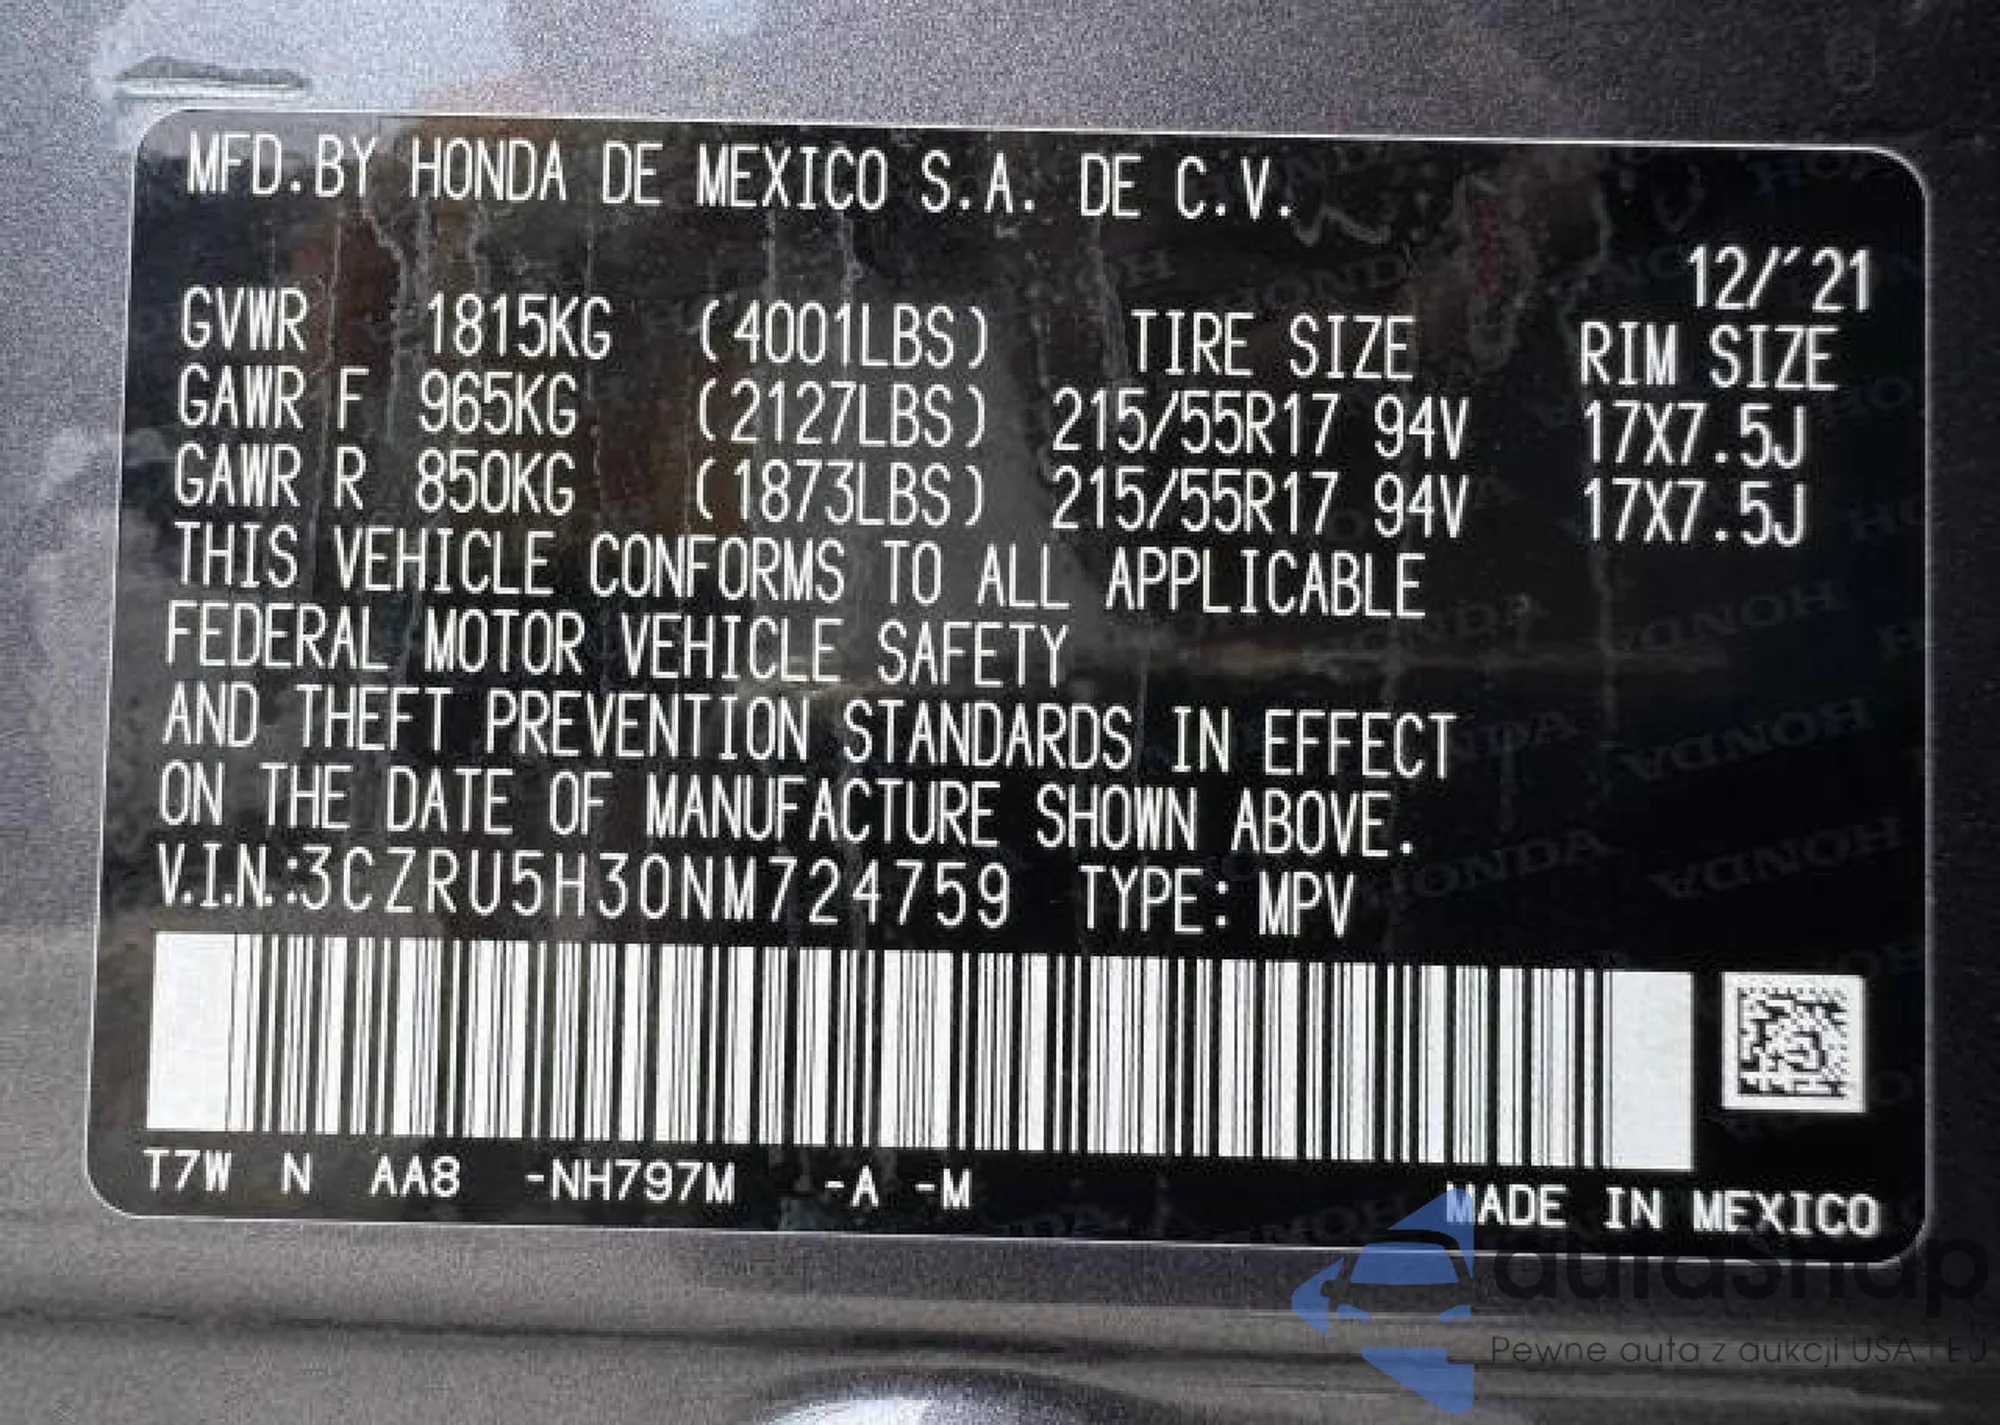 MFD.BY HONDA DE MEXICO S.A. DE C.V.
12/'21
GVWR 1815KG (4001LBS) TIRE SIZE RIM SIZE
GAWR F 965KG (2127LBS) 215/55R17 94V 17X7.5J
GAWR R 850KG (1873LBS) 215/55R17 94V 17X7.5J
THIS VEHICLE CONFORMS TO ALL APPLICABLE
FEDERAL MOTOR VEHICLE SAFETY
AND THEFT PREVENTION STANDARDS IN EFFECT
ON THE DATE OF MANUFACTURE SHOWN ABOVE.
V.I.N.:3CZRU5H30NM724759 TYPE: MPV
T7W N AA8 -NH797M -A -M
MADE IN MEXICO
autaShop
Pewne auta z aukcji USA i EU